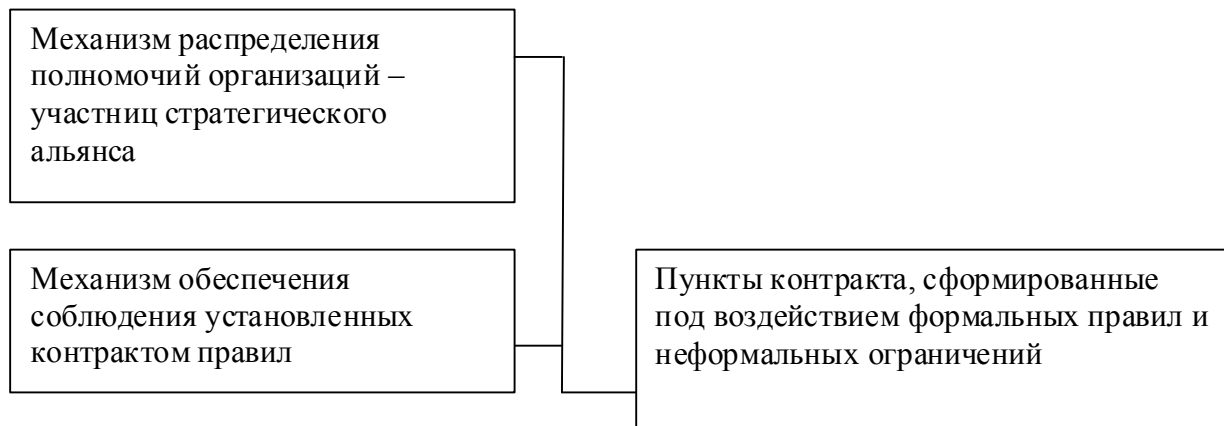 Механизм распределения
полномочий организаций –
участниц стратегического
альянса
Механизм обеспечения
соблюдения установленных
контрактом правил
Пункты контракта, сформированные
под воздействием формальных правил и
неформальных ограничений